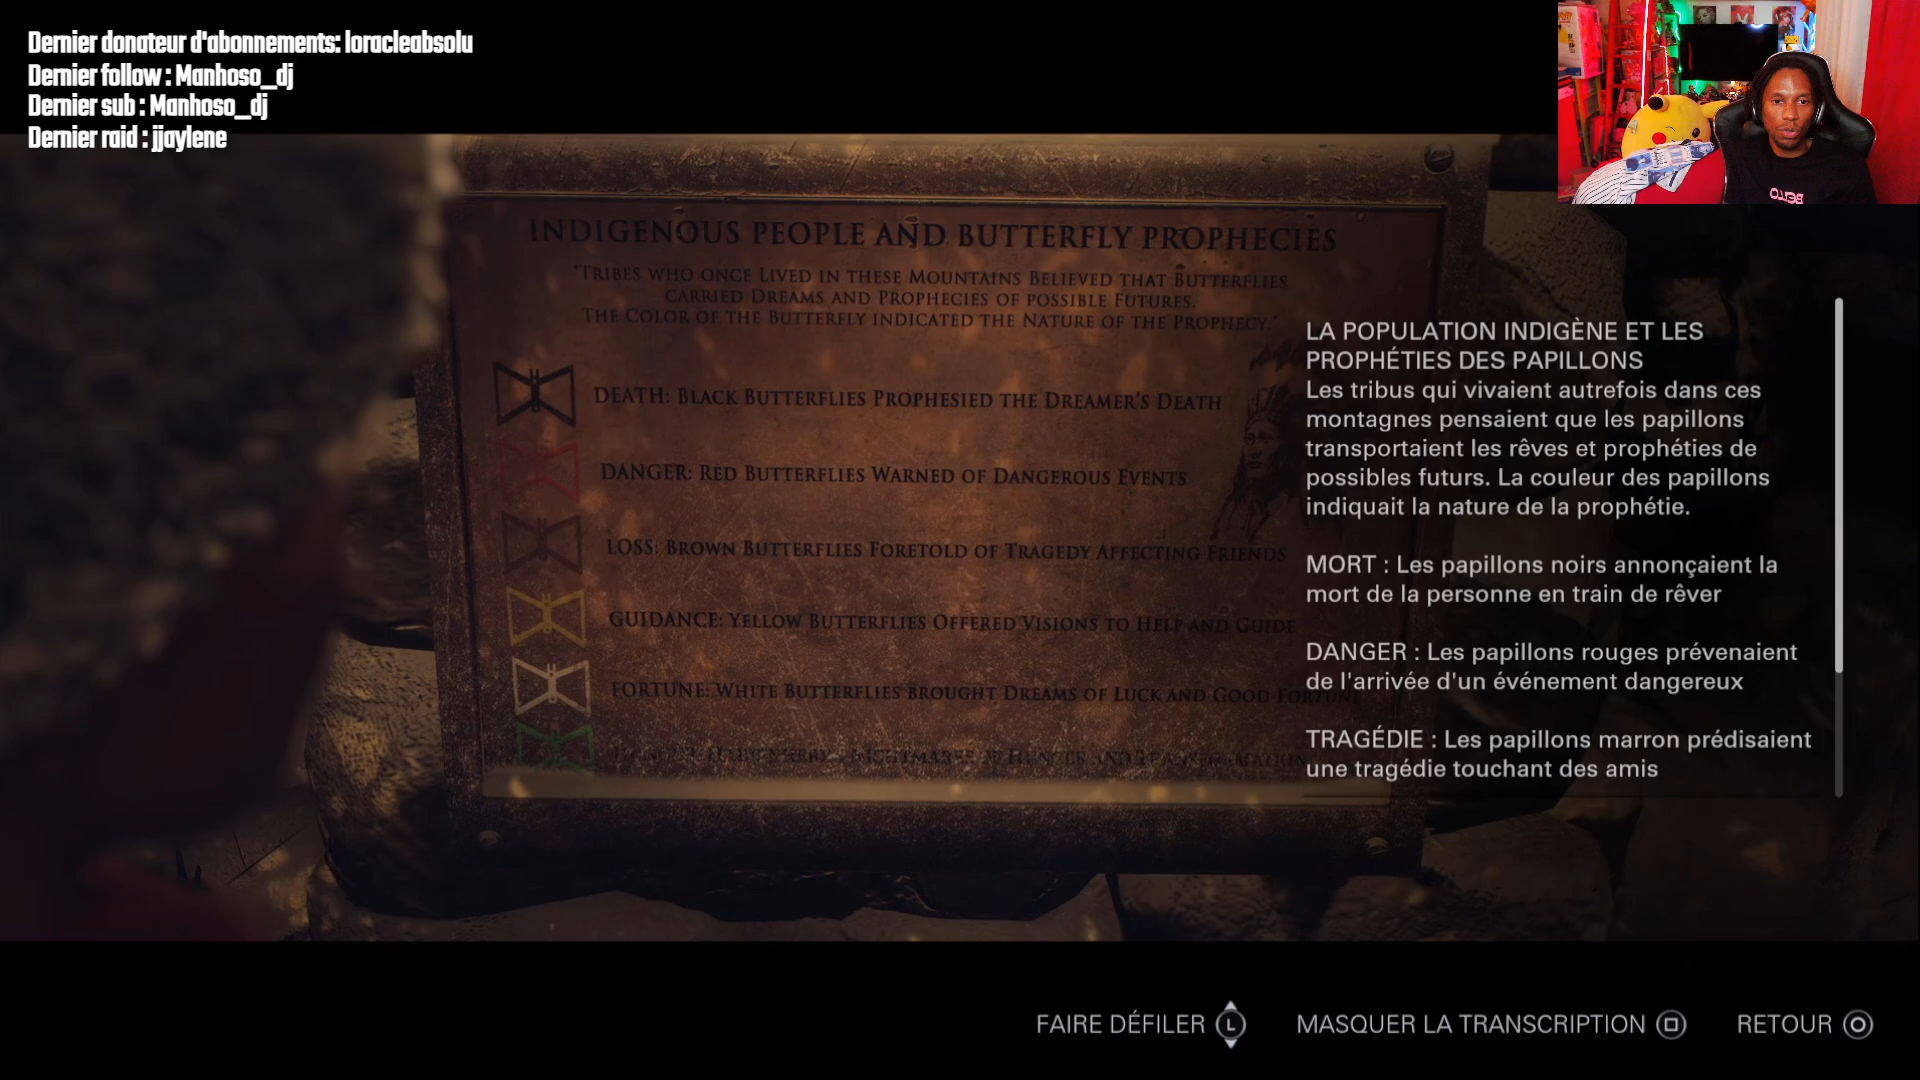 Dernier donateur d'abonnements: loracleabsolu
Dernier follow : Manhoso_dj
Dernier sub : Manhoso_dj
Dernier raid : jjaylene
INDIGENOUS PEOPLE AND BUTTERFLY PROPHECIES
"TRIBES WHO ONCE LIVED IN THESE MOUNTAINS BELIEVED THAT BUTTERFLIES
CARRIED DREAMS AND PROPHECIES OF POSSIBLE FUTURES.
THE COLOR OF THE BUTTERFLY INDICATED THE NATURE OF THE PROPHECY."
DEATH: BLACK BUTTERFLIES PROPHESIED THE DREAMER'S DEATH
DANGER: RED BUTTERFLIES WARNED OF DANGEROUS EVENTS
LOSS: BROWN BUTTERFLIES FORETOLD OF TRAGEDY AFFECTING FRIENDS
GUIDANCE: YELLOW BUTTERFLIES OFFERED VISIONS TO HELP AND GUIDE
FORTUNE: WHITE BUTTERFLIES BROUGHT DREAMS OF LUCK AND GOOD FORTUNE
NIGHTMARES OF HUNGER AND TRANSFORMATION
LA POPULATION INDIGÈNE ET LES
PROPHÉTIES DES PAPILLONS
Les tribus qui vivaient autrefois dans ces
montagnes pensaient que les papillons
transportaient les rêves et prophéties de
possibles futurs. La couleur des papillons
indiquait la nature de la prophétie.
MORT : Les papillons noirs annonçaient la
mort de la personne en train de rêver
DANGER : Les papillons rouges prévenaient
de l'arrivée d'un événement dangereux
TRAGÉDIE : Les papillons marron prédisaient
une tragédie touchant des amis
FAIRE DÉFILER L
MASQUER LA TRANSCRIPTION
RETOUR